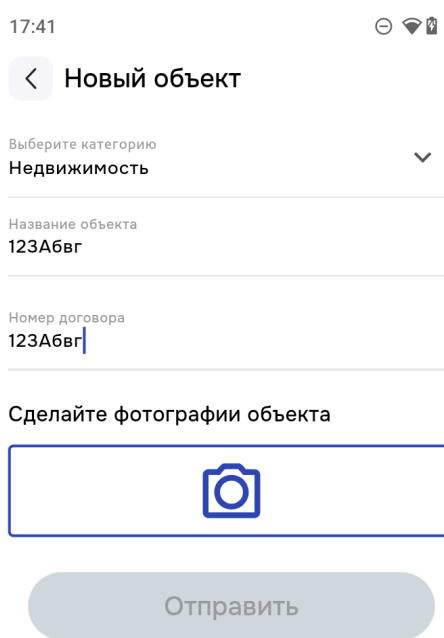 17:41
Новый объект
Выберите категорию
Недвижимость
Название объекта
123Абвг
Номер договора
123Абвг
Сделайте фотографии объекта
Отправить